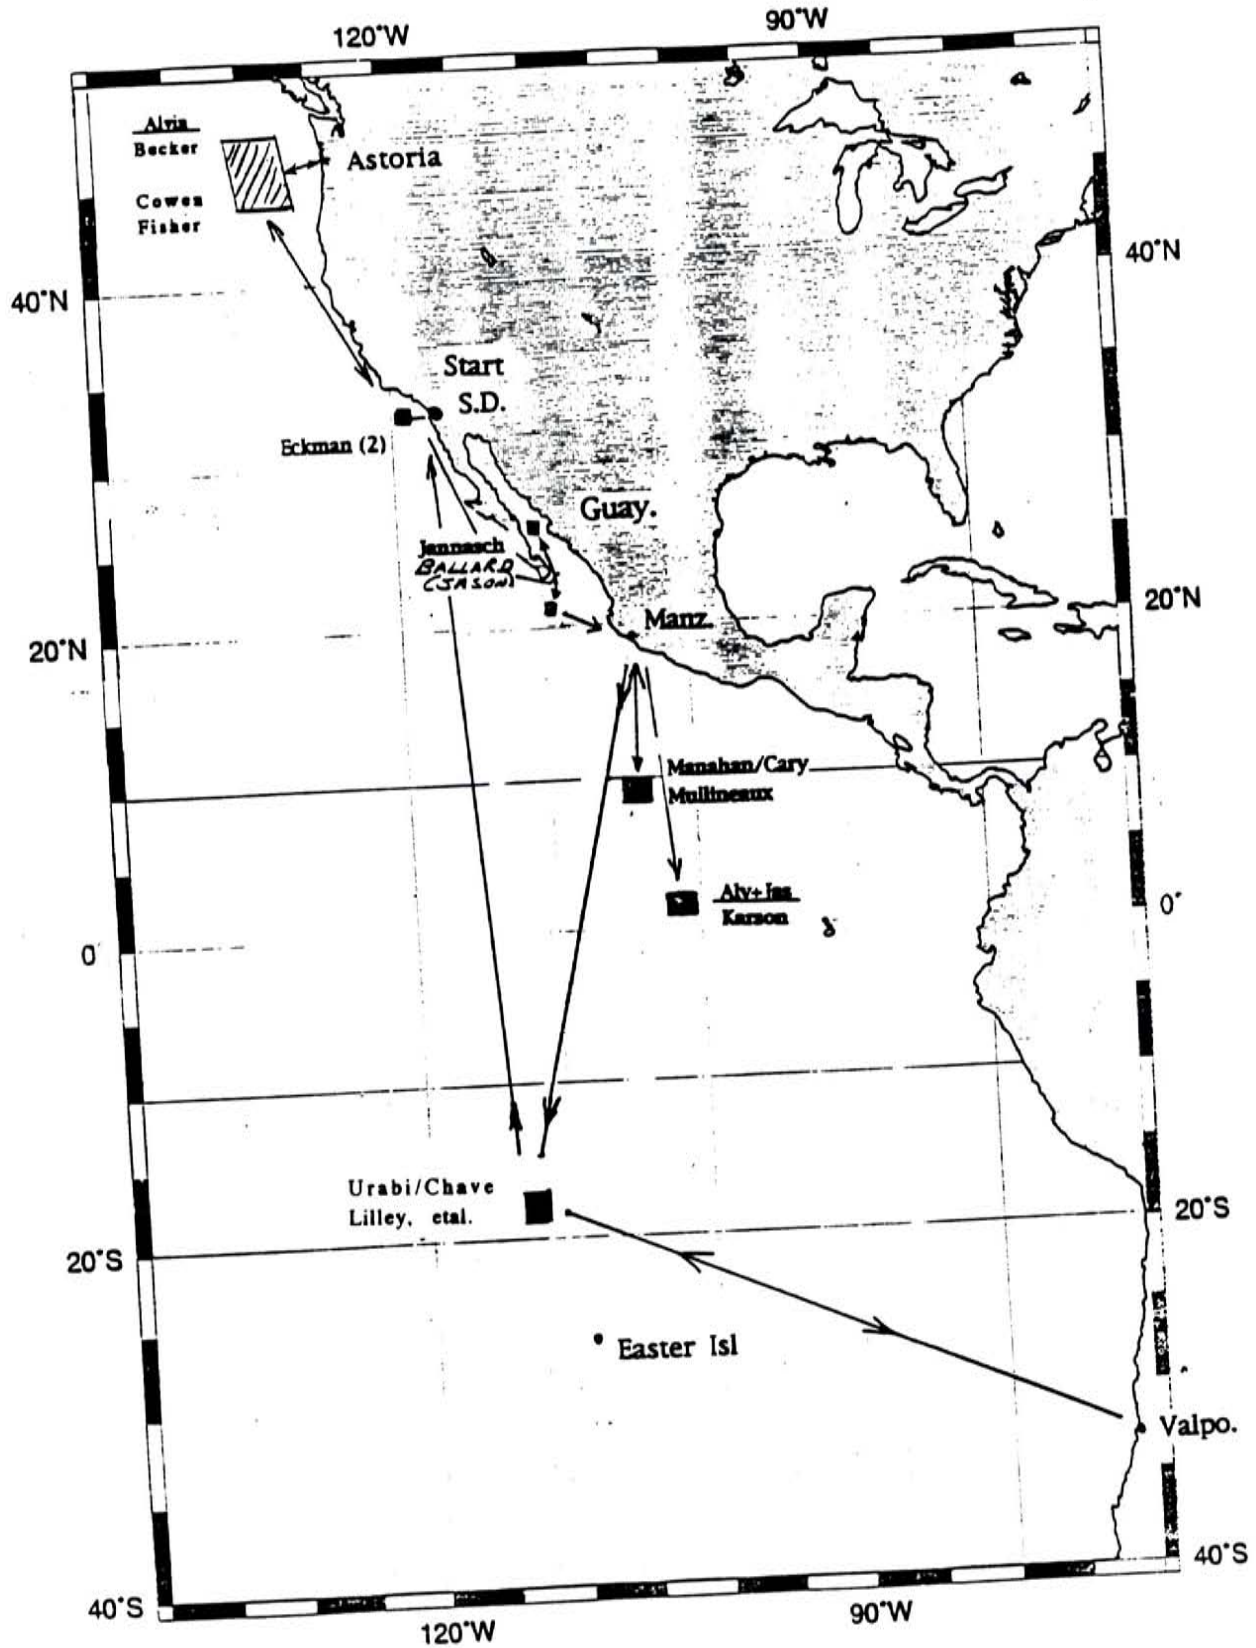 120°W
90°W
Alvin
Becker
Cowen
Fisher
Astoria
40°N
40°N
Start
S.D.
Eckman (2)
Guay.
Jannasch
BALLARD
(JASON)
20°N
Manz.
20°N
Manahan/Cary
Mullineaux
Alv+Jas
Karson
0°
0°
Urabi/Chave
Lilley, etal.
20°S
20°S
Easter Isl
Valpo.
40°S
40°S
120°W
90°W